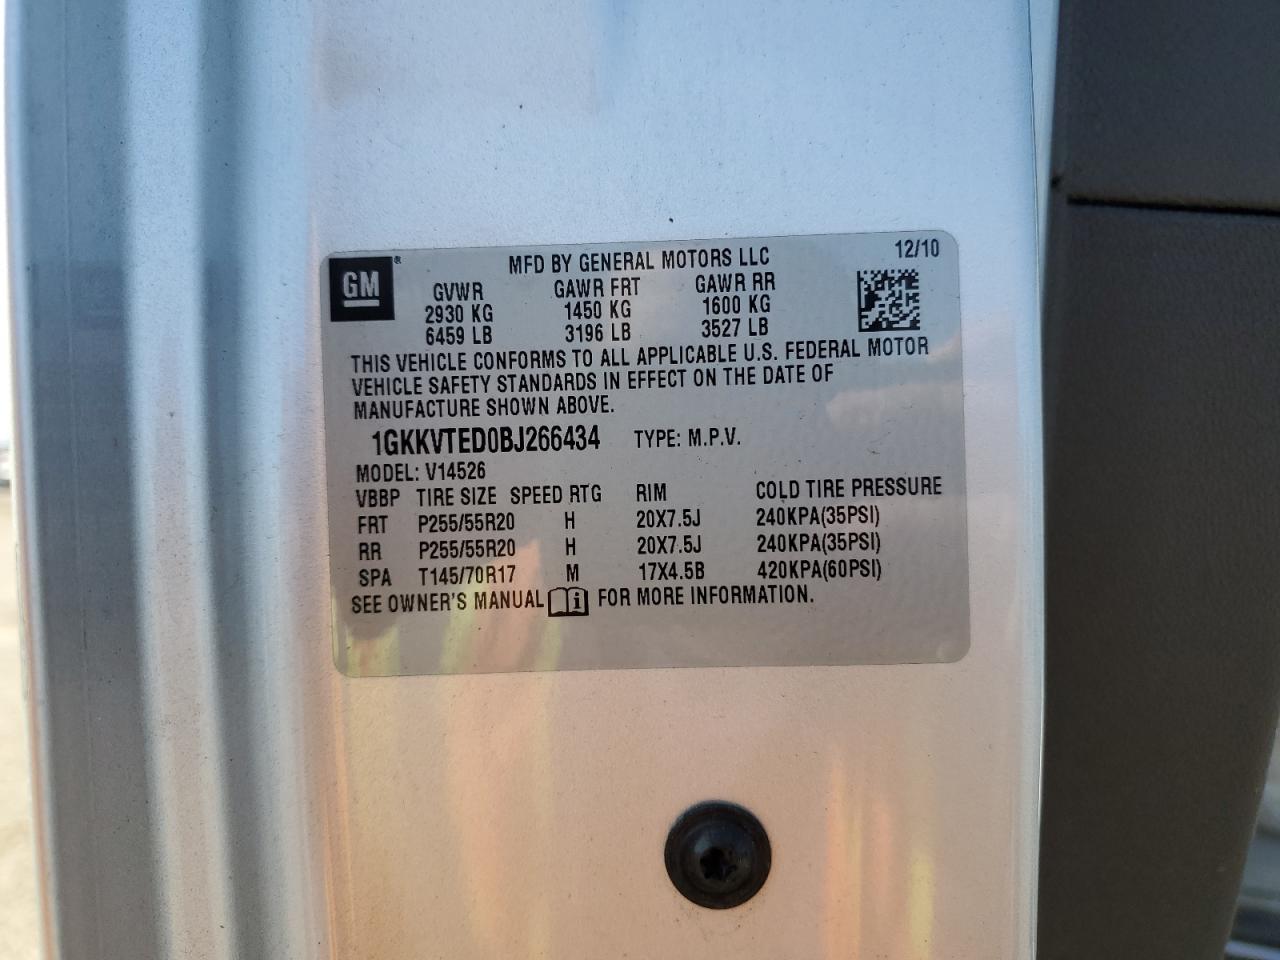 GM ®
MFD BY GENERAL MOTORS LLC 12/10
GVWR GAWR FRT GAWR RR
2930 KG 1450 KG 1600 KG
6459 LB 3196 LB 3527 LB
THIS VEHICLE CONFORMS TO ALL APPLICABLE U.S. FEDERAL MOTOR
VEHICLE SAFETY STANDARDS IN EFFECT ON THE DATE OF
MANUFACTURE SHOWN ABOVE.
1GKKVTED0BJ266434 TYPE: M.P.V.
MODEL: V14526
VBBP TIRE SIZE SPEED RTG RIM COLD TIRE PRESSURE
FRT P255/55R20 H 20X7.5J 240KPA(35PSI)
RR P255/55R20 H 20X7.5J 240KPA(35PSI)
SPA T145/70R17 M 17X4.5B 420KPA(60PSI)
SEE OWNER'S MANUAL FOR MORE INFORMATION.